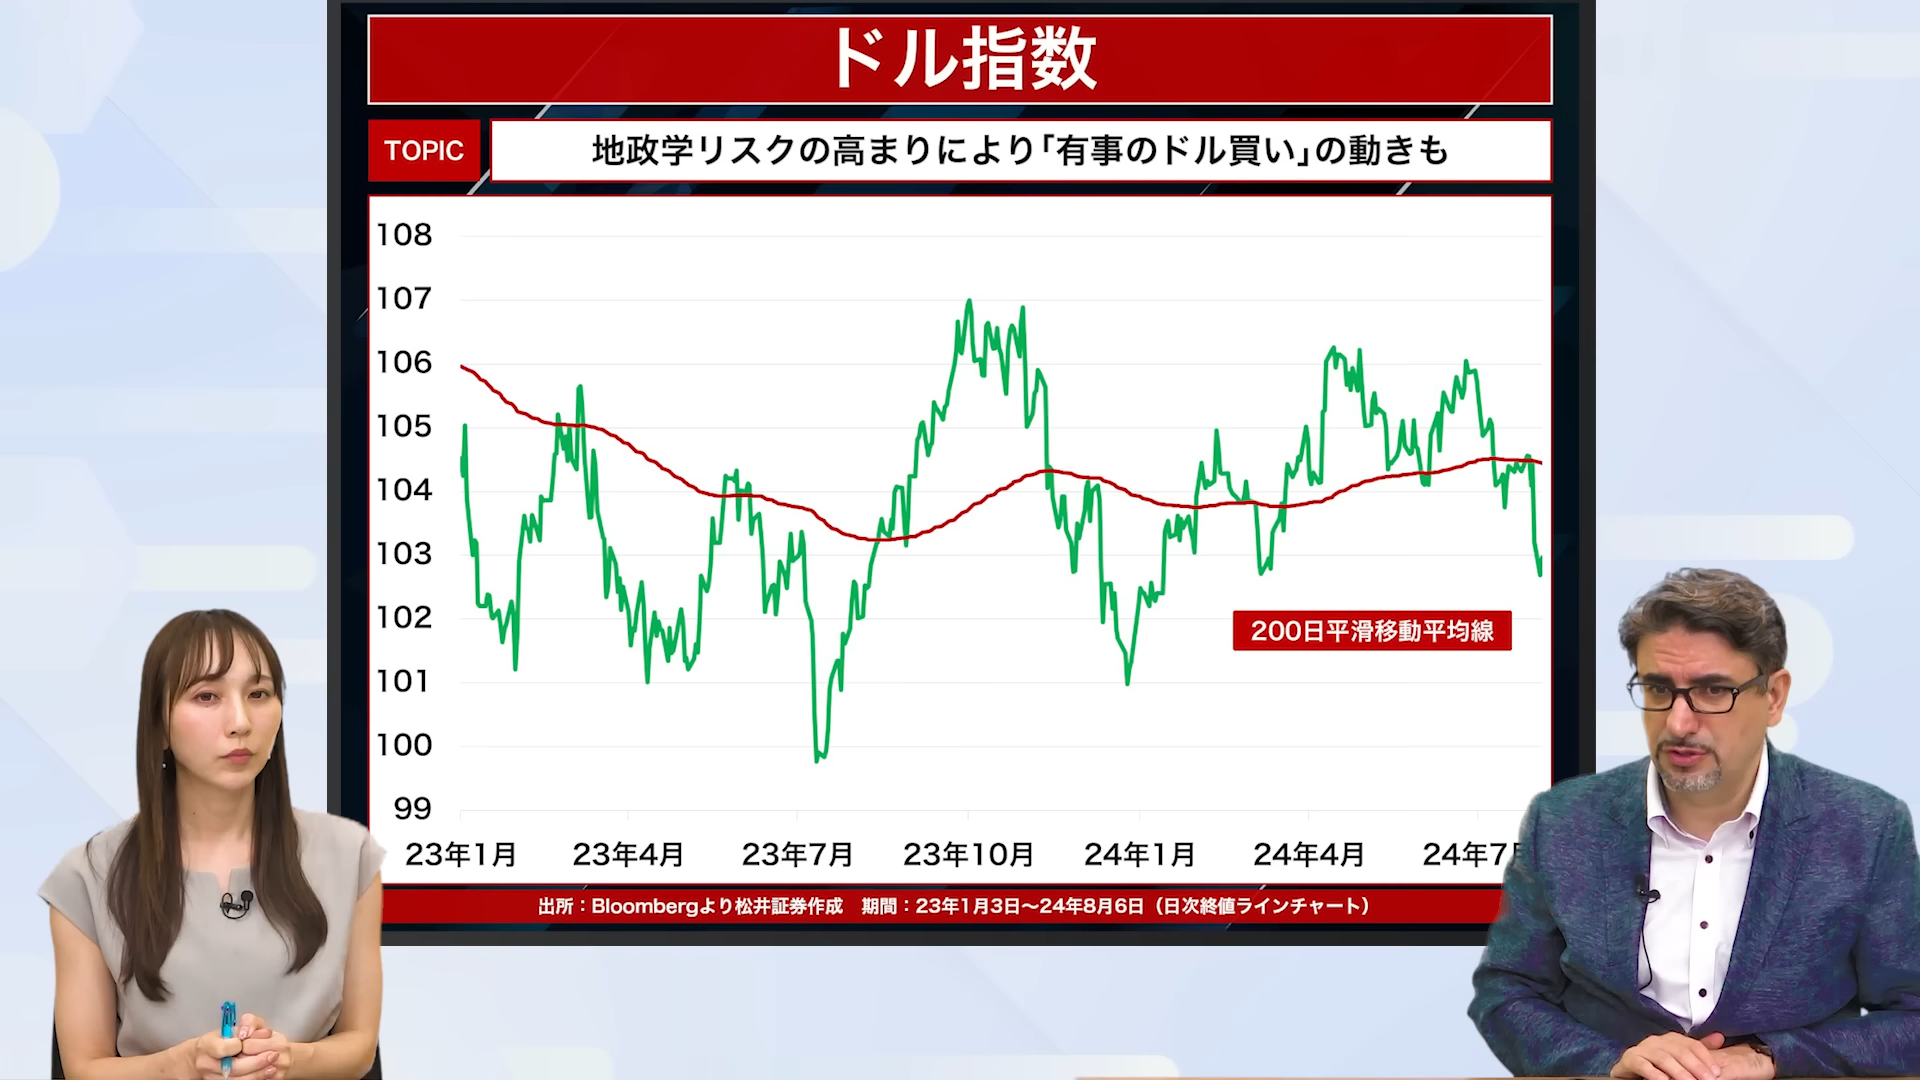 ドル指数
TOPIC
地政学リスクの高まりにより「有事のドル買い」の動きも
108
107
106
105
104
103
102
101
100
99
200日平滑移動平均線
23年1月 23年4月 23年7月 23年10月 24年1月 24年4月 24年7
出所：Bloombergより松井証券作成　期間：23年1月3日〜24年8月6日（日次終値ラインチャート）